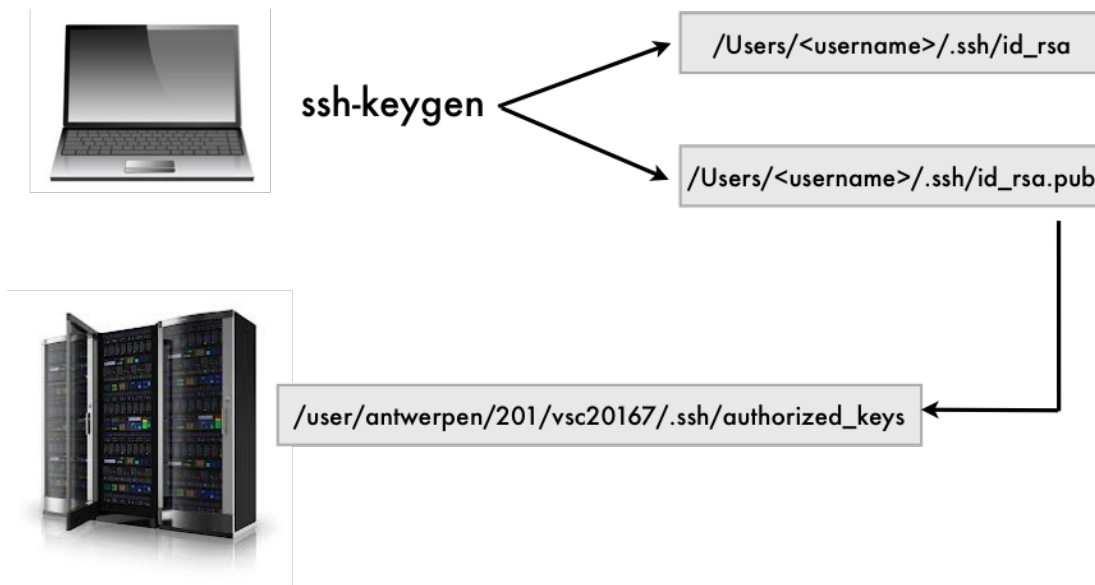 /Users/<username>/.ssh/id_rsa
ssh-keygen
/Users/<username>/.ssh/id_rsa.pub
/user/antwerpen/201/vsc20167/.ssh/authorized_keys